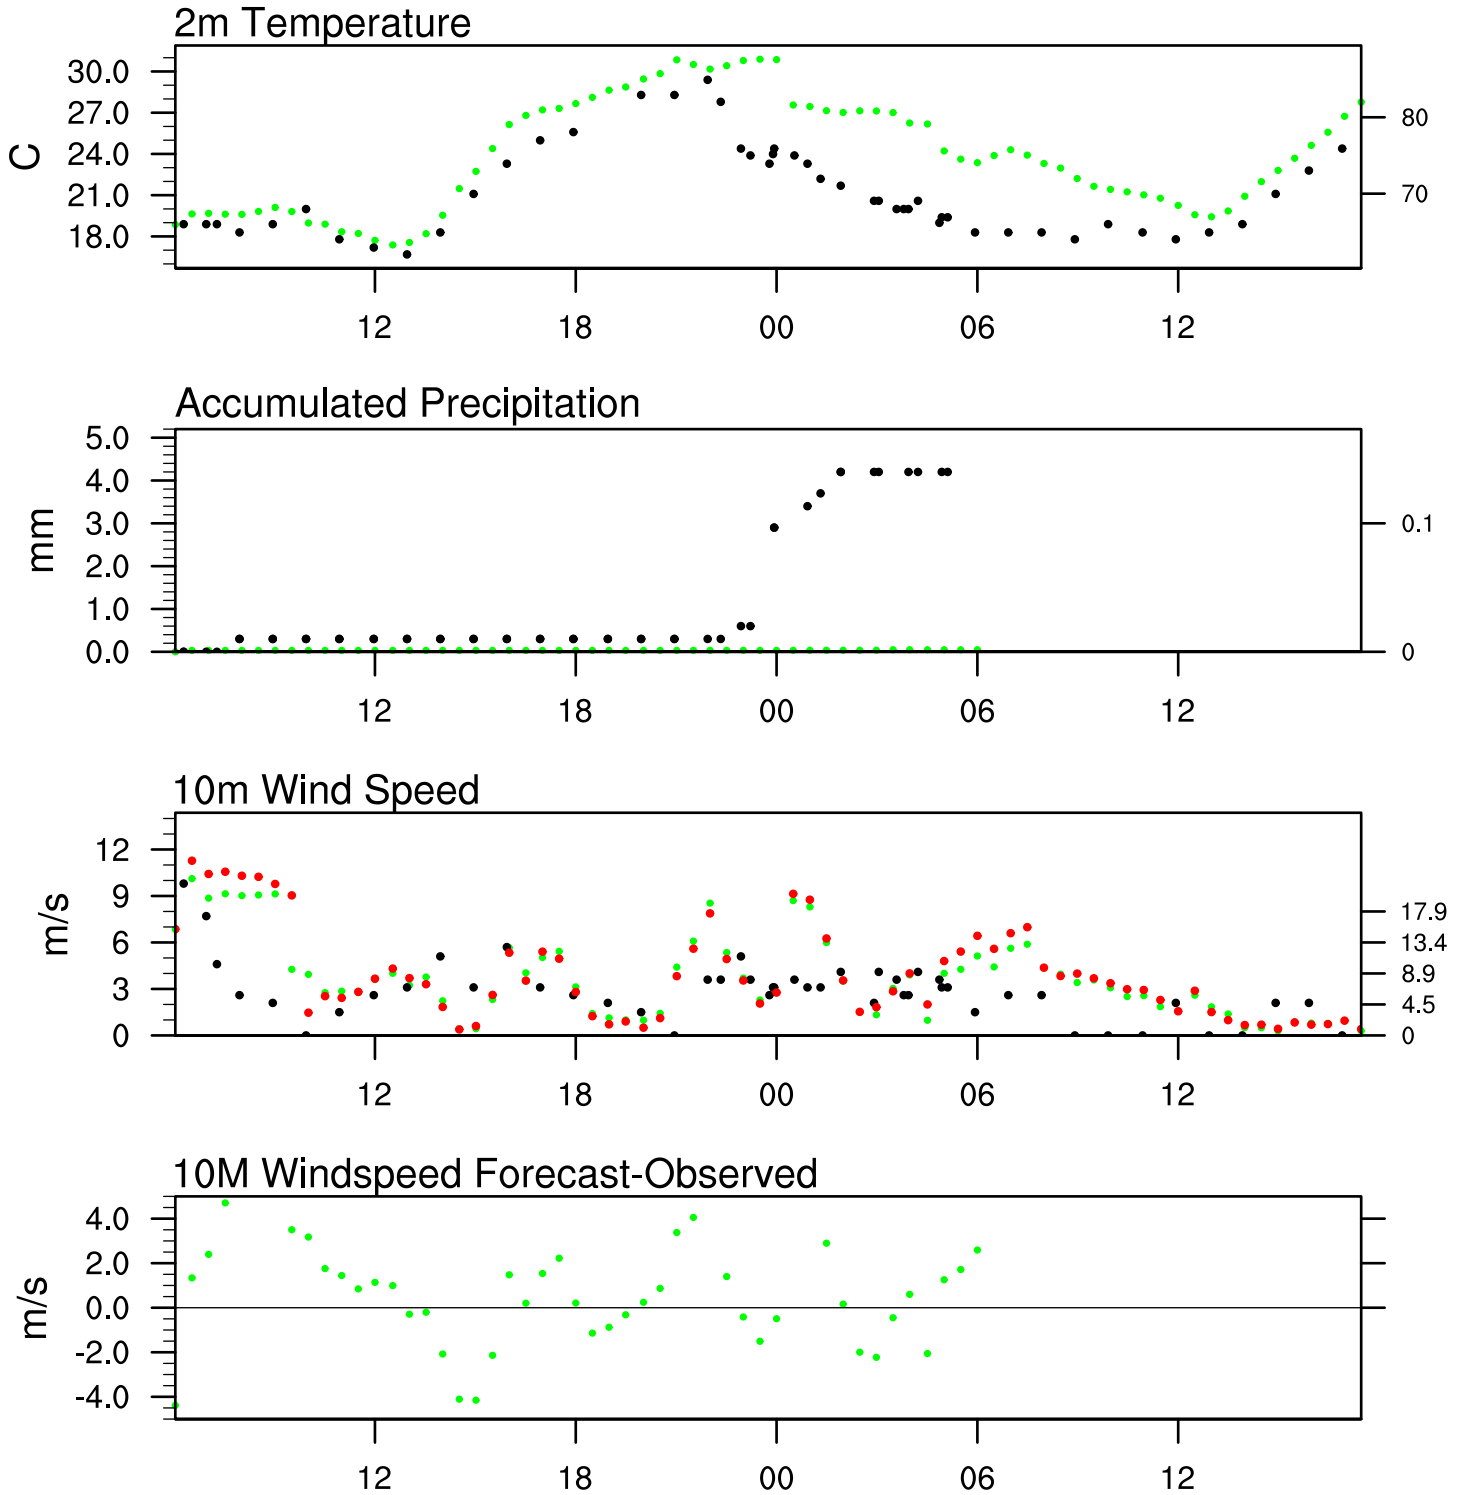 2m Temperature
30.0
27.0
24.0
21.0
18.0
C
80
70
12 18 00 06 12
Accumulated Precipitation
5.0
4.0
3.0
2.0
1.0
0.0
mm
0.1
0
12 18 00 06 12
10m Wind Speed
12
9
6
3
0
m/s
17.9
13.4
8.9
4.5
0
12 18 00 06 12
10M Windspeed Forecast-Observed
4.0
2.0
0.0
-2.0
-4.0
m/s
12 18 00 06 12